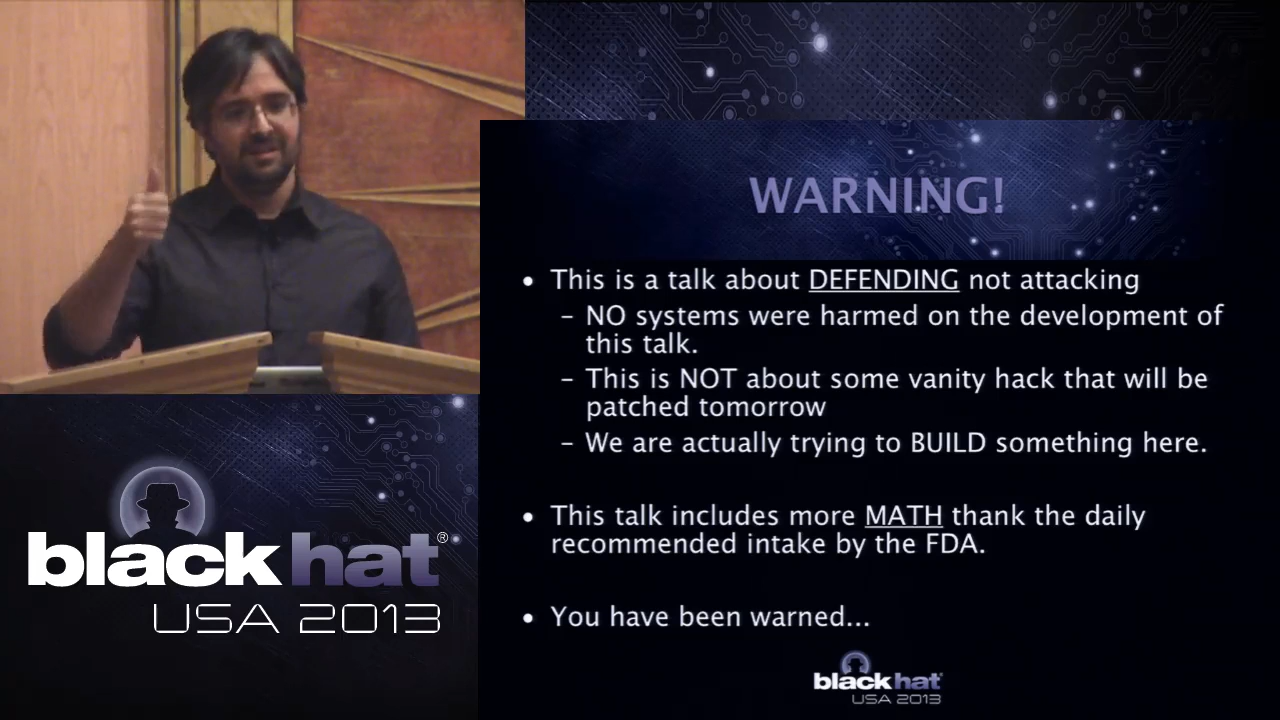 WARNING!
• This is a talk about DEFENDING not attacking
– NO systems were harmed on the development of
this talk.
– This is NOT about some vanity hack that will be
patched tomorrow
– We are actually trying to BUILD something here.
• This talk includes more MATH thank the daily
recommended intake by the FDA.
• You have been warned...
black hat®
USA 2013
black hat
USA 2013